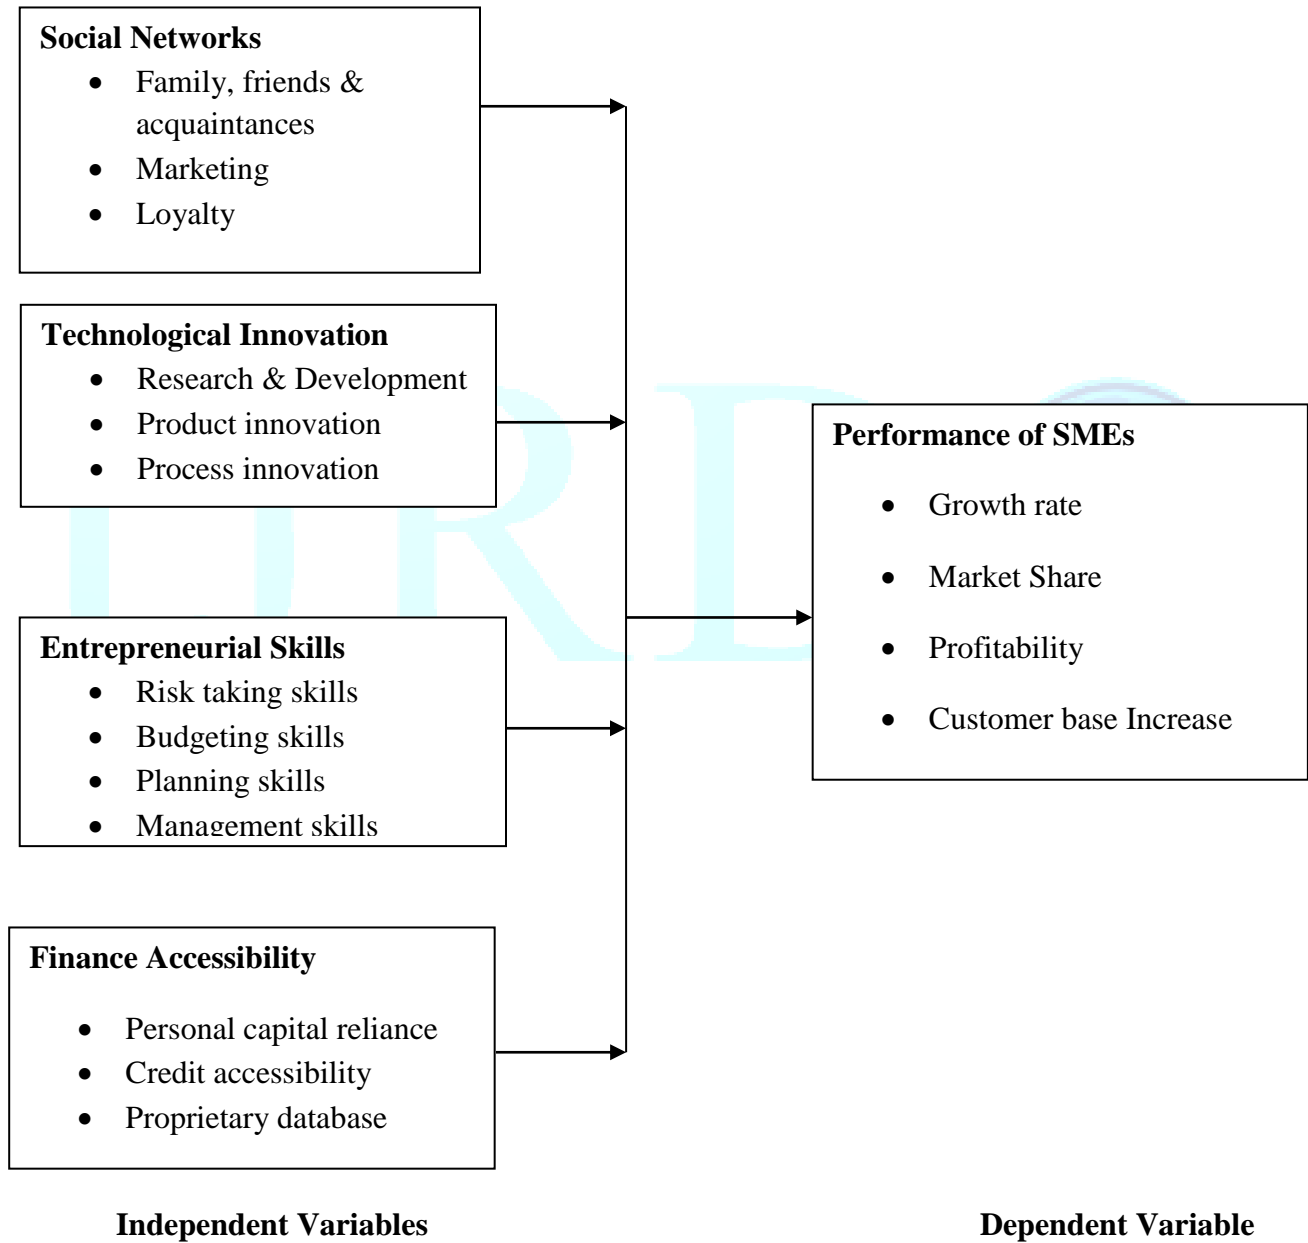 Social Networks
• Family, friends &
acquaintances
• Marketing
• Loyalty
Technological Innovation
• Research & Development
• Product innovation
• Process innovation
Entrepreneurial Skills
• Risk taking skills
• Budgeting skills
• Planning skills
• Management skills
Finance Accessibility
• Personal capital reliance
• Credit accessibility
• Proprietary database
Performance of SMEs
• Growth rate
• Market Share
• Profitability
• Customer base Increase
Independent Variables
Dependent Variable